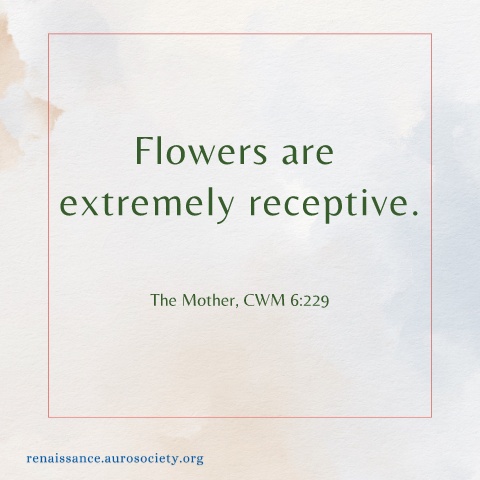 Flowers are
extremely receptive.
The Mother, CWM 6:229
renaissance.aurosociety.org